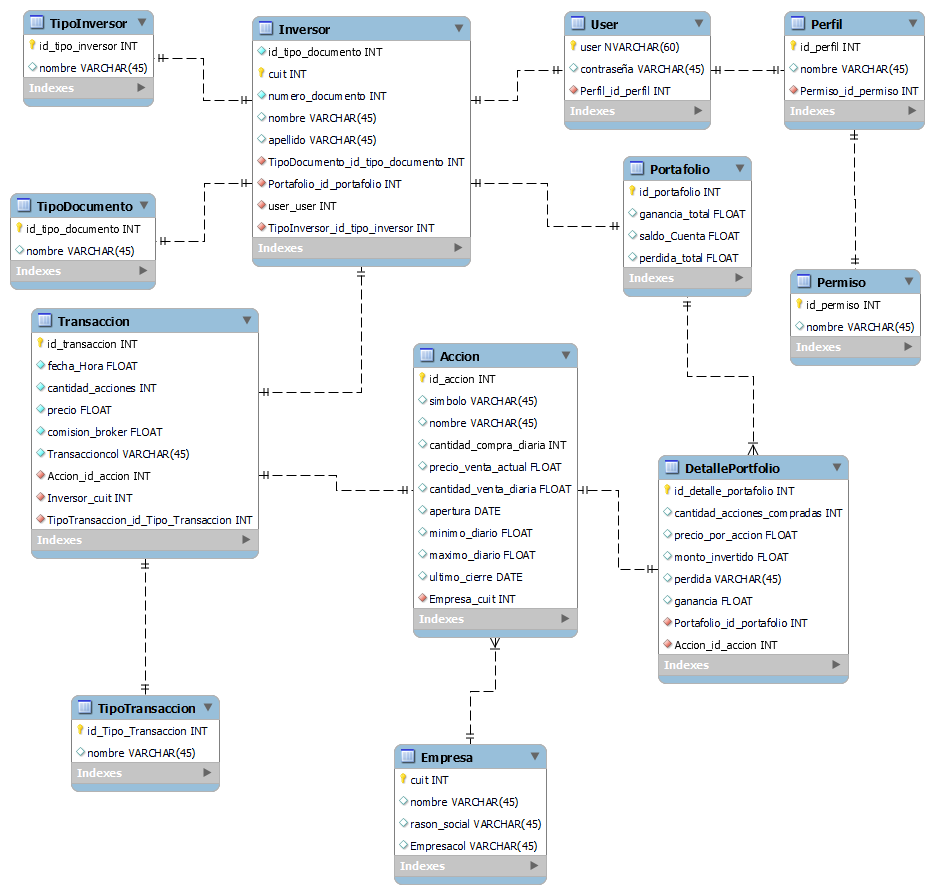 TipoInversor
id_tipo_inversor INT
nombre VARCHAR(45)
Indexes
Inversor
id_tipo_documento INT
cuit INT
numero_documento INT
nombre VARCHAR(45)
apellido VARCHAR(45)
TipoDocumento_id_tipo_documento INT
Portafolio_id_portafolio INT
user_user INT
TipoInversor_id_tipo_inversor INT
Indexes
User
user NVARCHAR(60)
contraseña VARCHAR(45)
Perfil_id_perfil INT
Indexes
Perfil
id_perfil INT
nombre VARCHAR(45)
Permiso_id_permiso INT
Indexes
TipoDocumento
id_tipo_documento INT
nombre VARCHAR(45)
Indexes
Portafolio
id_portafolio INT
ganancia_total FLOAT
saldo_Cuenta FLOAT
perdida_total FLOAT
Indexes
Permiso
id_permiso INT
nombre VARCHAR(45)
Indexes
Transaccion
id_transaccion INT
fecha_Hora FLOAT
cantidad_acciones INT
precio FLOAT
comision_broker FLOAT
Transaccioncol VARCHAR(45)
Accion_id_accion INT
Inversor_cuit INT
TipoTransaccion_id_Tipo_Transaccion INT
Indexes
Accion
id_accion INT
simbolo VARCHAR(45)
nombre VARCHAR(45)
cantidad_compra_diaria INT
precio_venta_actual FLOAT
cantidad_venta_diaria FLOAT
apertura DATE
minimo_diario FLOAT
maximo_diario FLOAT
ultimo_cierre DATE
Empresa_cuit INT
Indexes
DetallePortfolio
id_detalle_portafolio INT
cantidad_acciones_compradas INT
precio_por_accion FLOAT
monto_invertido FLOAT
perdida VARCHAR(45)
ganancia FLOAT
Portafolio_id_portafolio INT
Accion_id_accion INT
Indexes
TipoTransaccion
id_Tipo_Transaccion INT
nombre VARCHAR(45)
Indexes
Empresa
cuit INT
nombre VARCHAR(45)
rason_social VARCHAR(45)
Empresacol VARCHAR(45)
Indexes